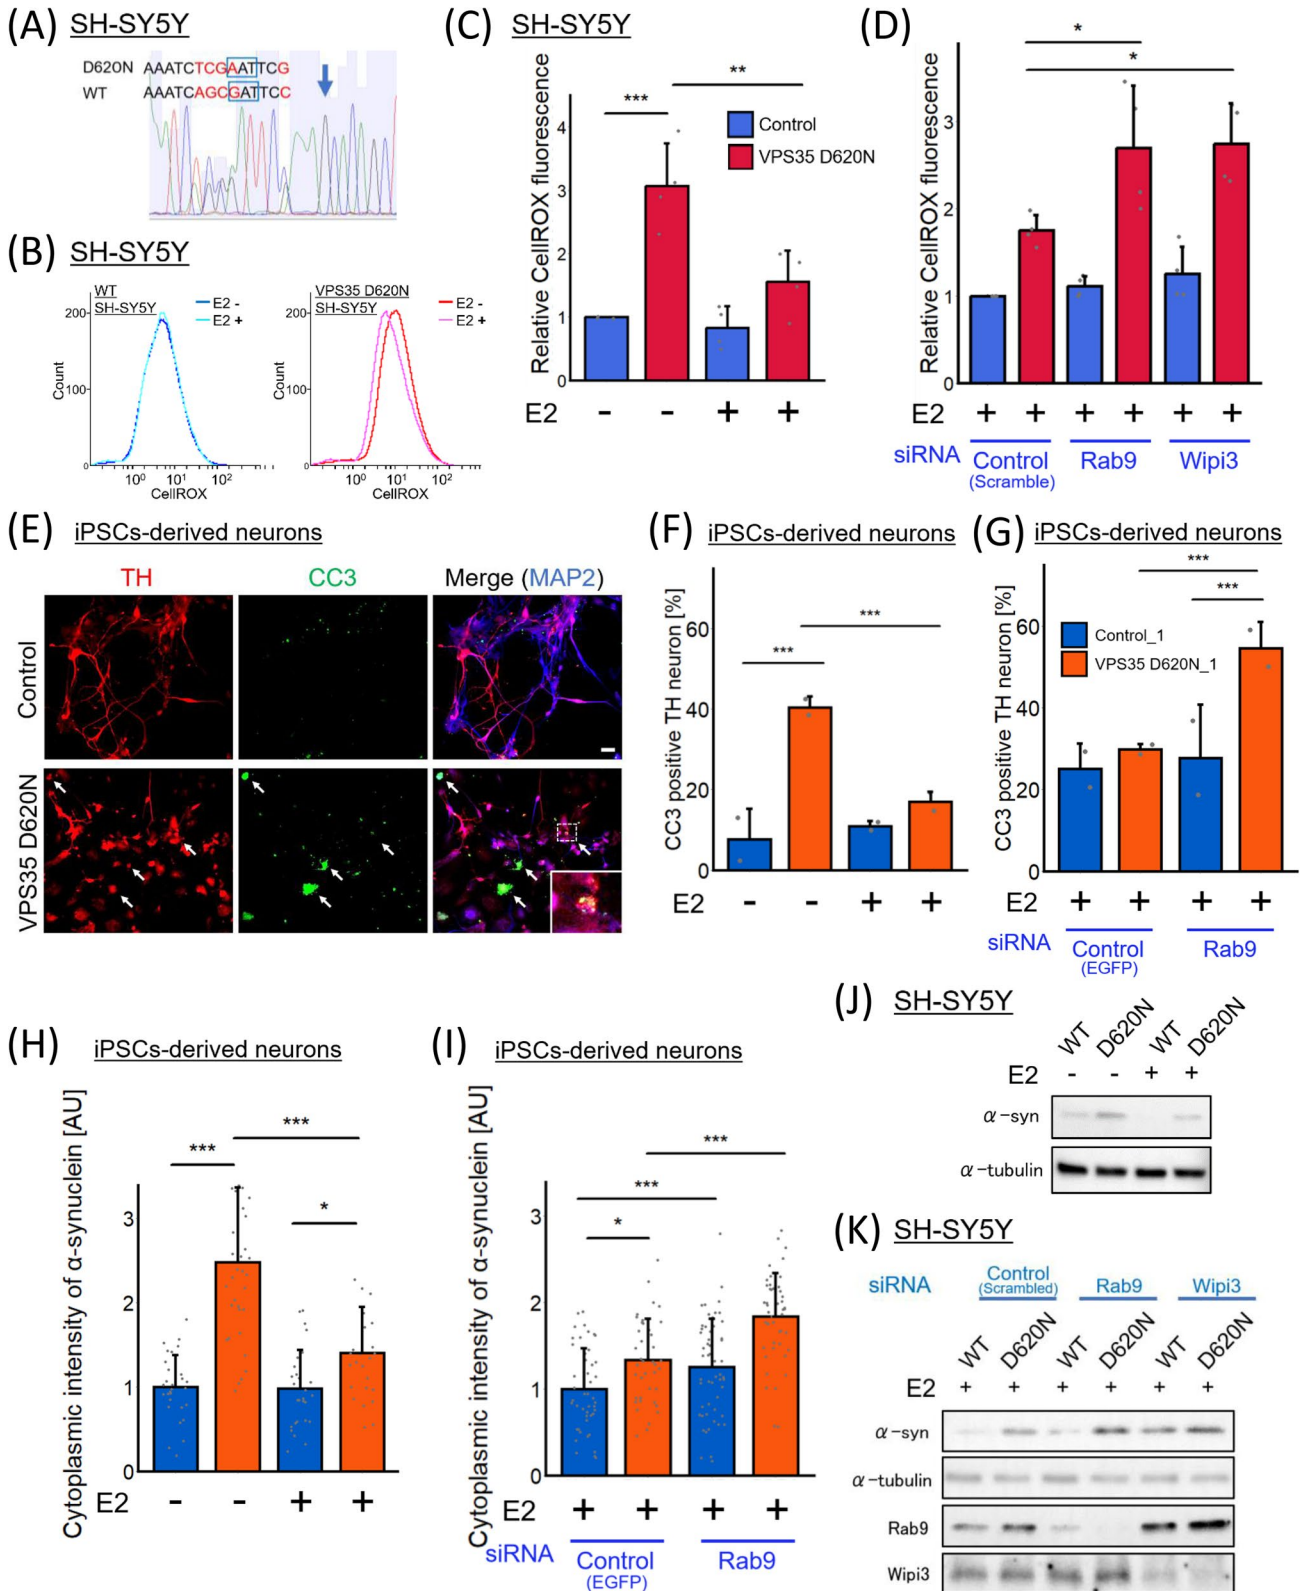 (A) SH-SY5Y
D620N AAATCTCGAATTCG
WT AAATCAGCGATTCC
(B) SH-SY5Y
WT
SH-SY5Y
E2 -
E2 +
200
100
0
Count
10⁰ 10¹ 10²
CellROX
VPS35 D620N
SH-SY5Y
E2 -
E2 +
200
100
0
Count
10⁰ 10¹ 10²
CellROX
(C) SH-SY5Y
Relative CellROX fluorescence
4
3
2
1
0
***
**
Control
VPS35 D620N
E2 - - + +
(D)
Relative CellROX fluorescence
3
2
1
0
*
*
E2 + + + + + +
siRNA Control Rab9 Wipi3
(Scramble)
(E) iPSCs-derived neurons
TH CC3 Merge (MAP2)
Control
VPS35 D620N
(F) iPSCs-derived neurons
CC3 positive TH neuron [%]
60
40
20
0
***
***
E2 - - + +
(G) iPSCs-derived neurons
CC3 positive TH neuron [%]
60
40
20
0
***
***
Control_1
VPS35 D620N_1
E2 + + + +
siRNA Control Rab9
(EGFP)
(H) iPSCs-derived neurons
Cytoplasmic intensity of α-synuclein [AU]
3
2
1
0
***
***
*
E2 - - + +
(I) iPSCs-derived neurons
Cytoplasmic intensity of α-synuclein [AU]
3
2
1
0
***
***
*
E2 + + + +
siRNA Control Rab9
(EGFP)
(J) SH-SY5Y
WT D620N WT D620N
E2 - - + +
α-syn
α-tubulin
(K) SH-SY5Y
siRNA Control Rab9 Wipi3
(Scrambled)
WT D620N WT D620N WT D620N
E2 + + + + + +
α-syn
α-tubulin
Rab9
Wipi3